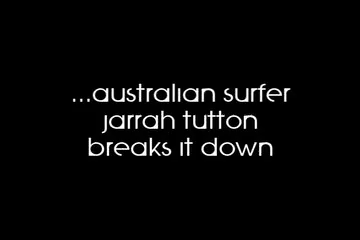 ...australian surfer
jarrah tutton
breaks it down